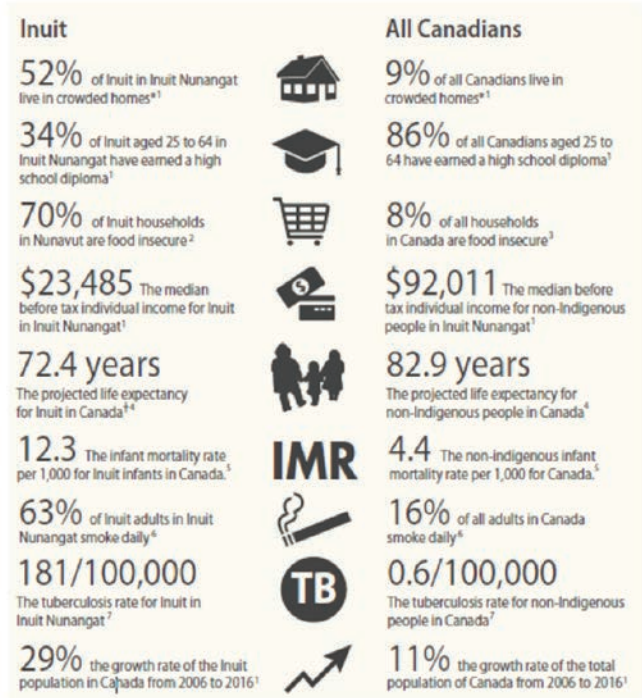 Inuit
52% of Inuit in Inuit Nunangat
live in crowded homes*1
34% of Inuit aged 25 to 64 in
Inuit Nunangat have earned a high
school diploma1
70% of Inuit households
in Nunavut are food insecure2
$23,485 The median
before tax individual income for Inuit
in Inuit Nunangat1
72.4 years
The projected life expectancy
for Inuit in Canada‡4
12.3 The infant mortality rate
per 1,000 for Inuit infants in Canada.5
63% of Inuit adults in Inuit
Nunangat smoke daily6
181/100,000
The tuberculosis rate for Inuit in
Inuit Nunangat7
29% the growth rate of the Inuit
population in Canada from 2006 to 20161
IMR
TB
All Canadians
9% of all Canadians live in
crowded homes*1
86% of all Canadians aged 25 to
64 have earned a high school diploma1
8% of all households
in Canada are food insecure3
$92,011 The median before
tax individual income for non-Indigenous
people in Inuit Nunangat1
82.9 years
The projected life expectancy for
non-Indigenous people in Canada4
4.4 The non-indigenous infant
mortality rate per 1,000 for Canada.5
16% of all adults in Canada
smoke daily6
0.6/100,000
The tuberculosis rate for non-Indigenous
people in Canada7
11% the growth rate of the total
population of Canada from 2006 to 20161